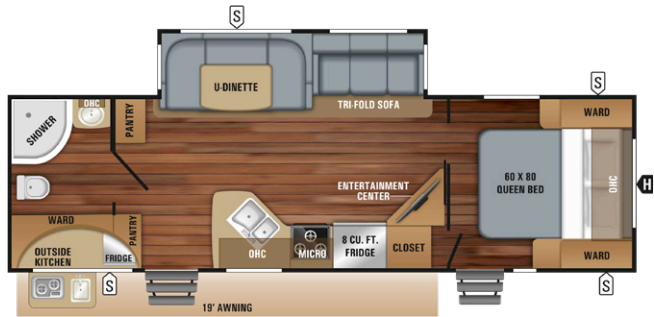 S
U-DINETTE
TRI-FOLD SOFA
S
WARD
OHC
PANTRY
SHOWER
60 X 80
QUEEN BED
OHC
H
ENTERTAINMENT
CENTER
WARD
PANTRY
OUTSIDE
KITCHEN
FRIDGE
OHC
MICRO
8 CU. FT.
FRIDGE
CLOSET
WARD
S
S
19' AWNING